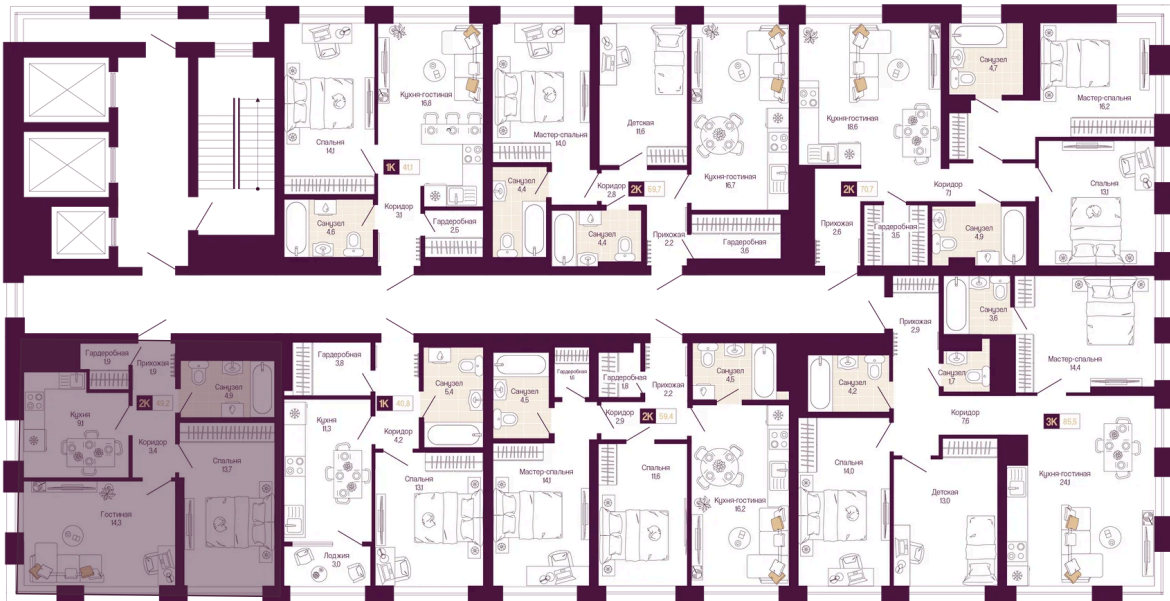 Спальня
14,1
Кухня-гостиная
16,8
1К 41,1
Коридор
3,1
Гардеробная
2,5
Санузел
4,6
Мастер-спальня
14,0
Детская
11,6
Кухня-гостиная
16,7
Санузел
4,4
Коридор
2,8
2К 59,7
Санузел
4,4
Прихожая
2,2
Гардеробная
3,6
Кухня-гостиная
18,6
2К 70,7
Прихожая
2,6
Гардеробная
3,5
Коридор
7,1
Санузел
4,9
Санузел
4,7
Мастер-спальня
16,2
Спальня
13,1
Гардеробная
1,9
Прихожая
1,9
Кухня
9,1
2К 49,2
Санузел
4,9
Коридор
3,4
Спальня
13,7
Гостиная
14,3
Гардеробная
3,8
Кухня
11,3
1К 40,8
Коридор
4,2
Санузел
5,4
Спальня
13,1
Лоджия
3,0
Санузел
4,5
Гардеробная
1,6
Гардеробная
1,8
Прихожая
2,2
Коридор
2,9
2К 59,4
Санузел
4,5
Мастер-спальня
14,1
Спальня
11,6
Кухня-гостиная
16,2
Санузел
4,2
Спальня
14,0
Прихожая
2,9
Санузел
3,6
Санузел
1,7
Мастер-спальня
14,4
Коридор
7,6
3К 85,5
Детская
13,0
Кухня-гостиная
24,1